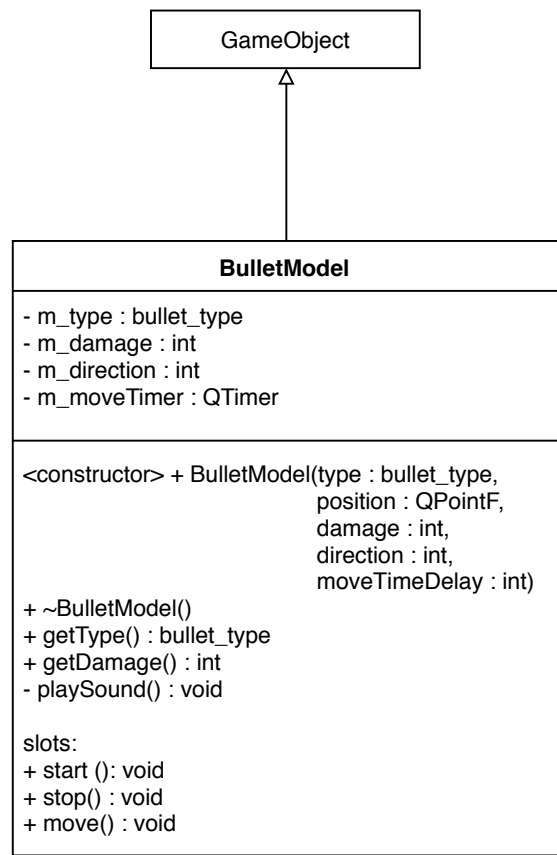 GameObject
BulletModel
- m_type : bullet_type
- m_damage : int
- m_direction : int
- m_moveTimer : QTimer
<constructor> + BulletModel(type : bullet_type,
position : QPointF,
damage : int,
direction : int,
moveTimeDelay : int)
+ ~BulletModel()
+ getType() : bullet_type
+ getDamage() : int
- playSound() : void
slots:
+ start (): void
+ stop() : void
+ move() : void